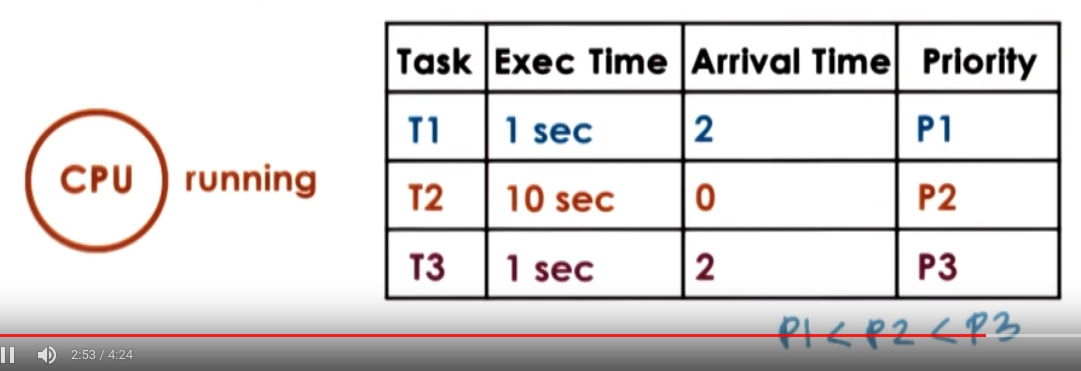 Task Exec Time Arrival Time Priority
T1 1 sec 2 P1
CPU running
T2 10 sec 0 P2
T3 1 sec 2 P3
P1 < P2 < P3
2:53 / 4:24